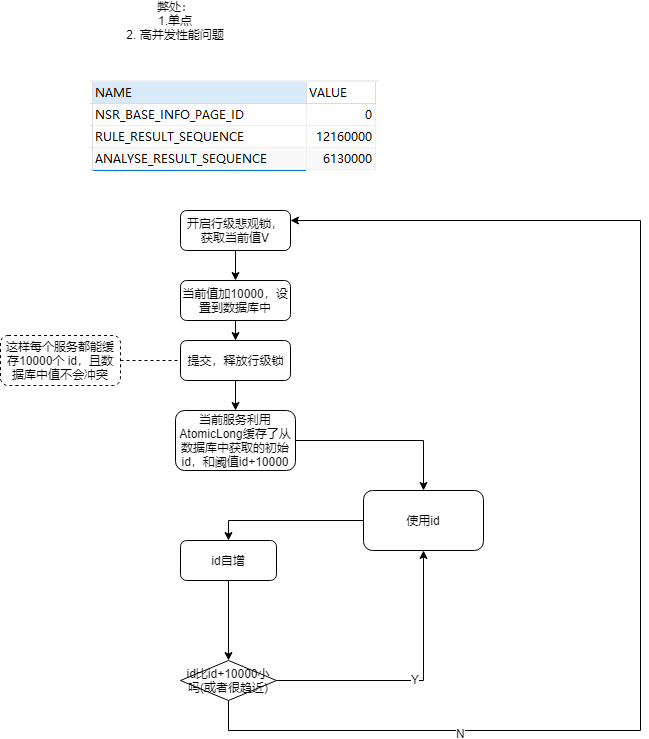 弊处：
1.单点
2. 高并发性能问题
NAME VALUE
NSR_BASE_INFO_PAGE_ID 0
RULE_RESULT_SEQUENCE 12160000
ANALYSE_RESULT_SEQUENCE 6130000
开启行级悲观锁，
获取当前值V
当前值加10000，设
置到数据库中
这样每个服务都能缓
存10000个 id，且数
据库中值不会冲突
提交，释放行级锁
当前服务利用
AtomicLong缓存了从
数据库中获取的初始
id，和阈值id+10000
使用id
id自增
id比id+10000小
吗(或者很趋近)
Y
N